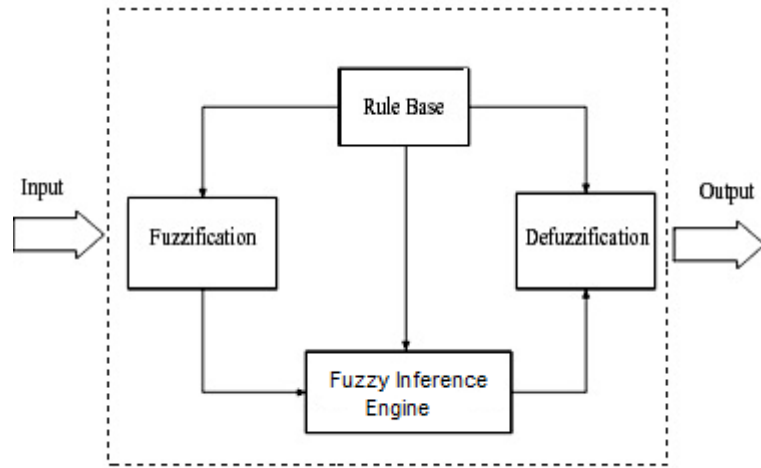 Rule Base
Input
Fuzzification
Defuzzification
Output
Fuzzy Inference
Engine